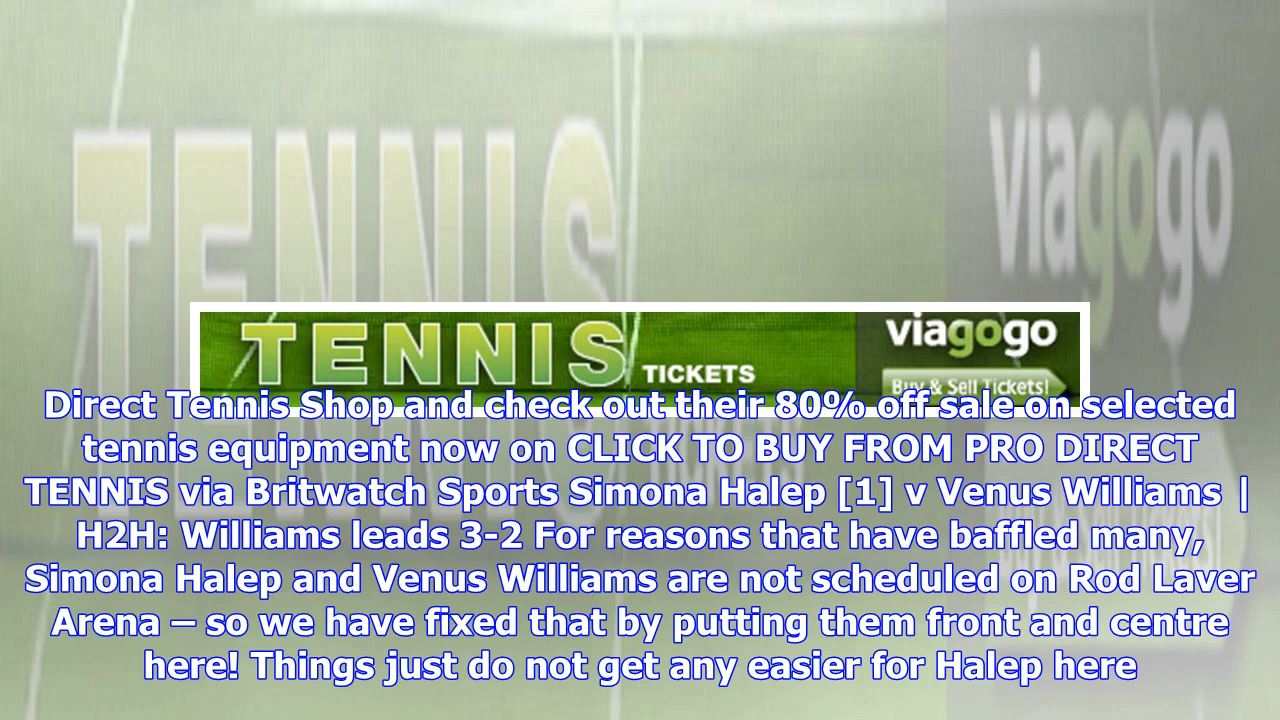 TENNIS
viagogo
TENNIS TICKETS
viagogo
Buy & Sell Tickets!
Direct Tennis Shop and check out their 80% off sale on selected
tennis equipment now on CLICK TO BUY FROM PRO DIRECT
TENNIS via Britwatch Sports Simona Halep [1] v Venus Williams |
H2H: Williams leads 3-2 For reasons that have baffled many,
Simona Halep and Venus Williams are not scheduled on Rod Laver
Arena – so we have fixed that by putting them front and centre
here! Things just do not get any easier for Halep here